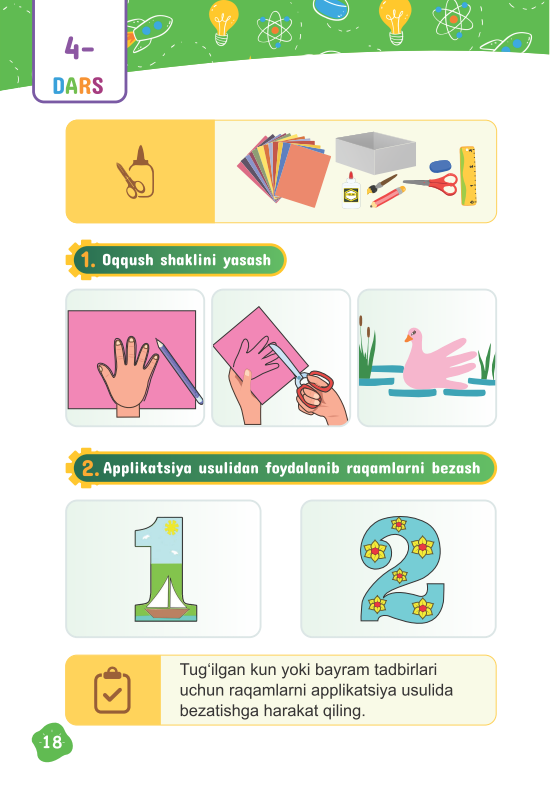 4-
DARS
1. Oqqush shaklini yasash
2. Applikatsiya usulidan foydalanib raqamlarni bezash
Tug‘ilgan kun yoki bayram tadbirlari
uchun raqamlarni applikatsiya usulida
bezatishga harakat qiling.
18